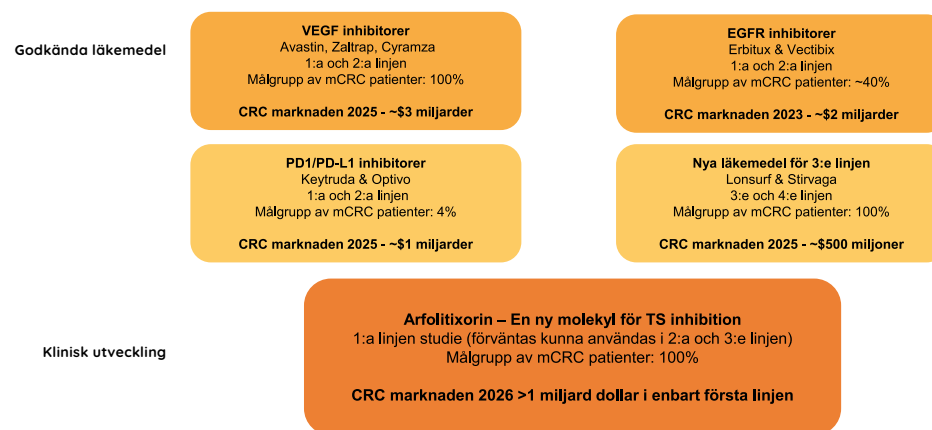 Godkända läkemedel
VEGF inhibitorer
Avastin, Zaltrap, Cyramza
1:a och 2:a linjen
Målgrupp av mCRC patienter: 100%
CRC marknaden 2025 - ~$3 miljarder
EGFR inhibitorer
Erbitux & Vectibix
1:a och 2:a linjen
Målgrupp av mCRC patienter: ~40%
CRC marknaden 2023 - ~$2 miljarder
PD1/PD-L1 inhibitorer
Keytruda & Optivo
1:a och 2:a linjen
Målgrupp av mCRC patienter: 4%
CRC marknaden 2025 - ~$1 miljarder
Nya läkemedel för 3:e linjen
Lonsurf & Stirvaga
3:e och 4:e linjen
Målgrupp av mCRC patienter: 100%
CRC marknaden 2025 - ~$500 miljoner
Klinisk utveckling
Arfolitixorin – En ny molekyl för TS inhibition
1:a linjen studie (förväntas kunna användas i 2:a och 3:e linjen)
Målgrupp av mCRC patienter: 100%
CRC marknaden 2026 >1 miljard dollar i enbart första linjen